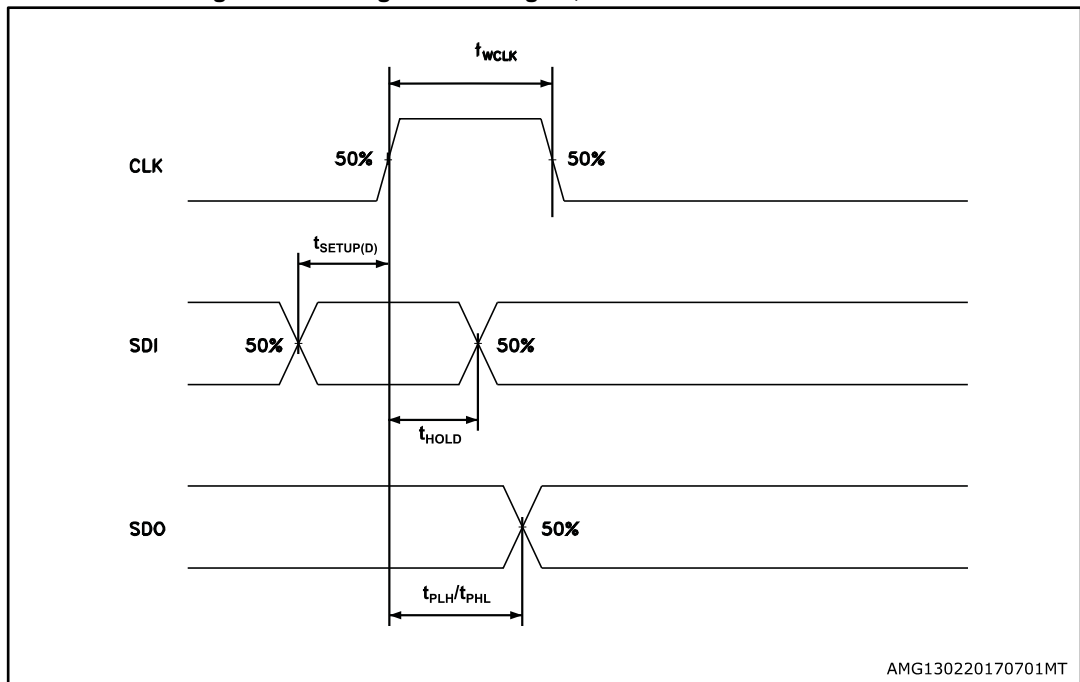 tWCLK
50%
50%
CLK
tSETUP(D)
SDI
50%
50%
tHOLD
SDO
50%
tPLH/tPHL
AMG130220170701MT